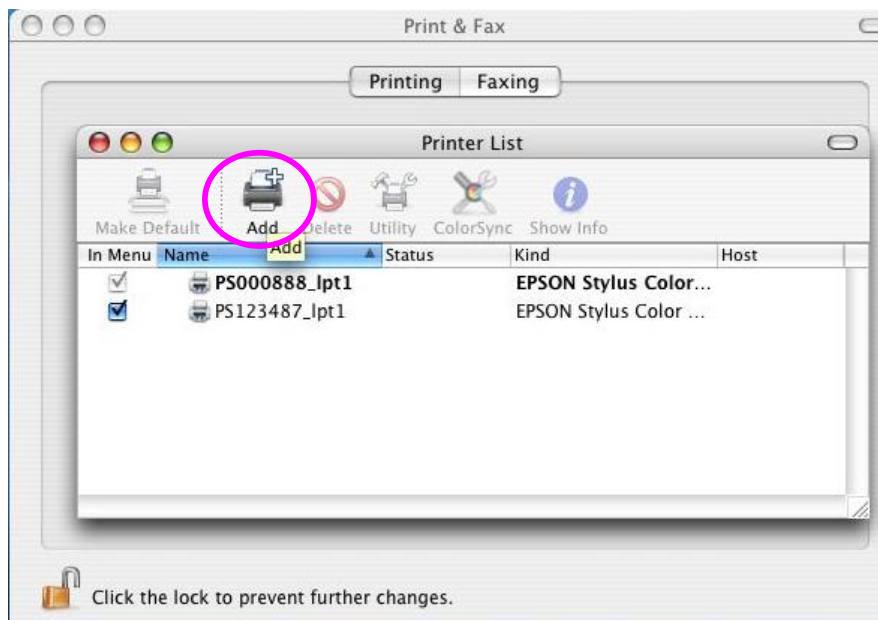 Print & Fax
Printing Faxing
Printer List
Make Default Add Delete Utility ColorSync Show Info
Add
In Menu Name Status Kind Host
PS000888_lpt1 EPSON Stylus Color...
PS123487_lpt1 EPSON Stylus Color ...
Click the lock to prevent further changes.